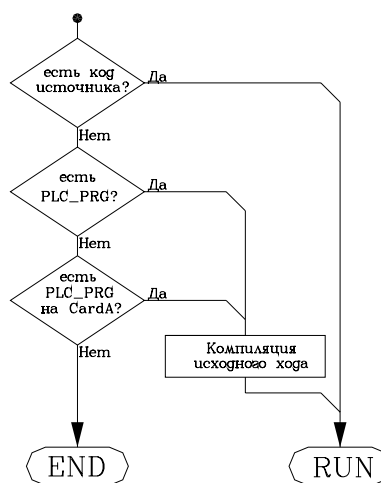 есть код
источника?
Да
Нет
есть
PLC_PRG?
Да
Нет
есть
PLC_PRG
на CardA?
Да
Нет
Компиляция
исходного хода
END
RUN